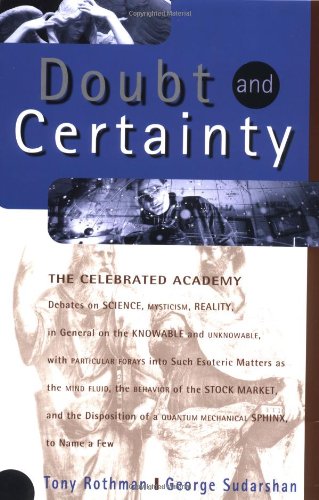 Doubt and
Certainty
THE CELEBRATED ACADEMY
Debates on SCIENCE, MYSTICISM, REALITY,
in General on the KNOWABLE and UNKNOWABLE,
with PARTICULAR FORAYS into Such Esoteric Matters as
the MIND FLUID, the BEHAVIOR of the STOCK MARKET,
and the Disposition of a QUANTUM MECHANICAL SPHINX,
to Name a Few
Tony Rothman | George Sudarshan